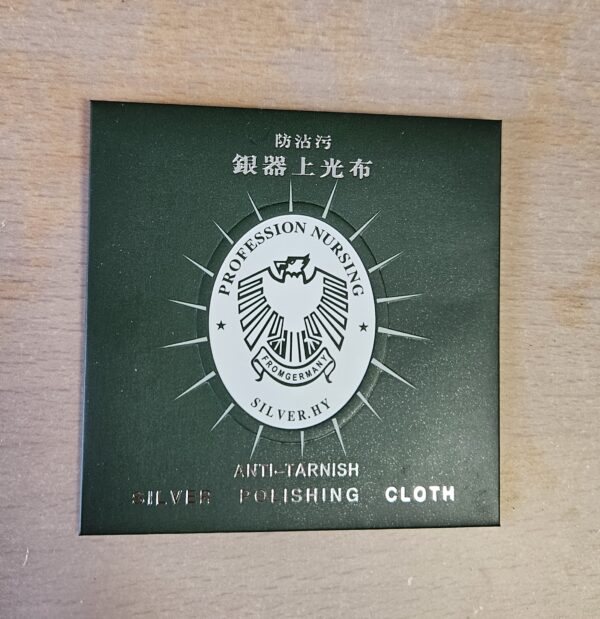 防沾污
銀器上光布
PROFESSION NURSING
FROMGERMANY
SILVER.HY
ANTI-TARNISH
SILVER POLISHING CLOTH